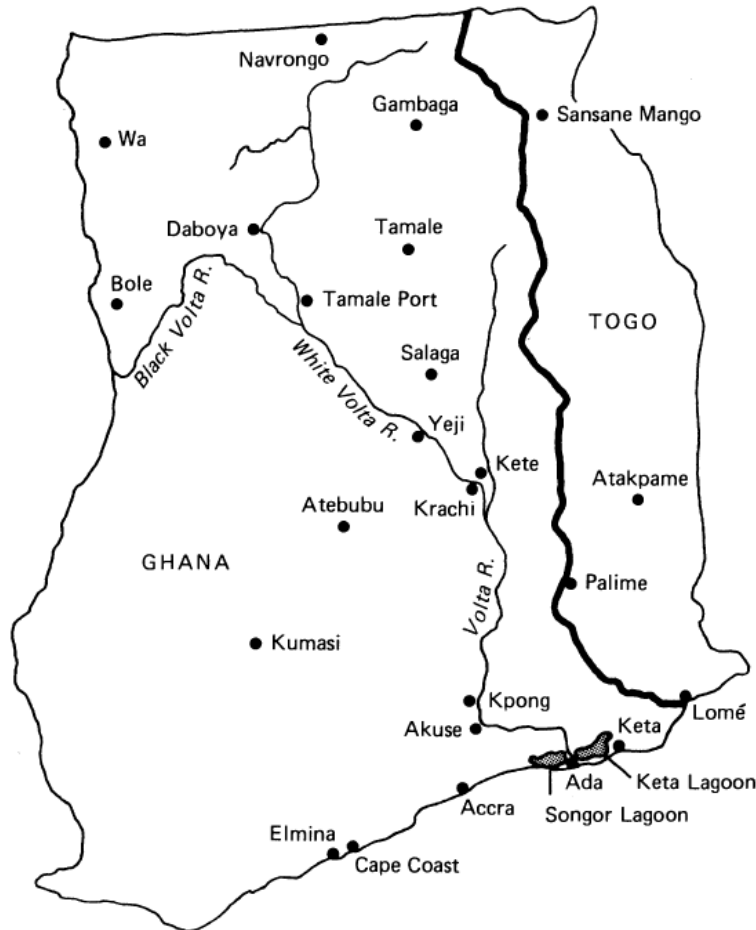 Navrongo
Gambaga
Sansane Mango
Wa
Daboya
Tamale
Bole
Black Volta R.
Tamale Port
TOGO
White Volta R.
Salaga
Yeji
Kete
Krachi
Atakpame
Atebubu
GHANA
Volta R.
Palime
Kumasi
Kpong
Lomé
Akuse
Keta
Ada
Keta Lagoon
Accra
Songor Lagoon
Elmina
Cape Coast